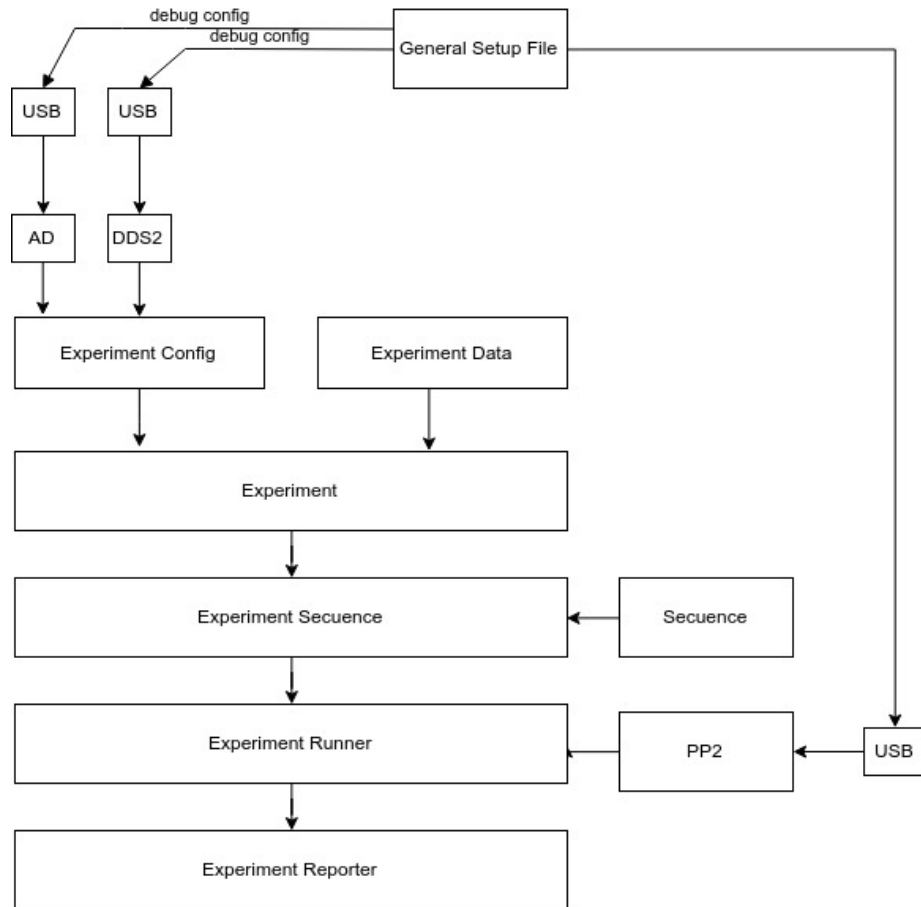 debug config
debug config
General Setup File
USB
USB
AD
DDS2
Experiment Config
Experiment Data
Experiment
Experiment Secuence
Secuence
Experiment Runner
PP2
USB
Experiment Reporter